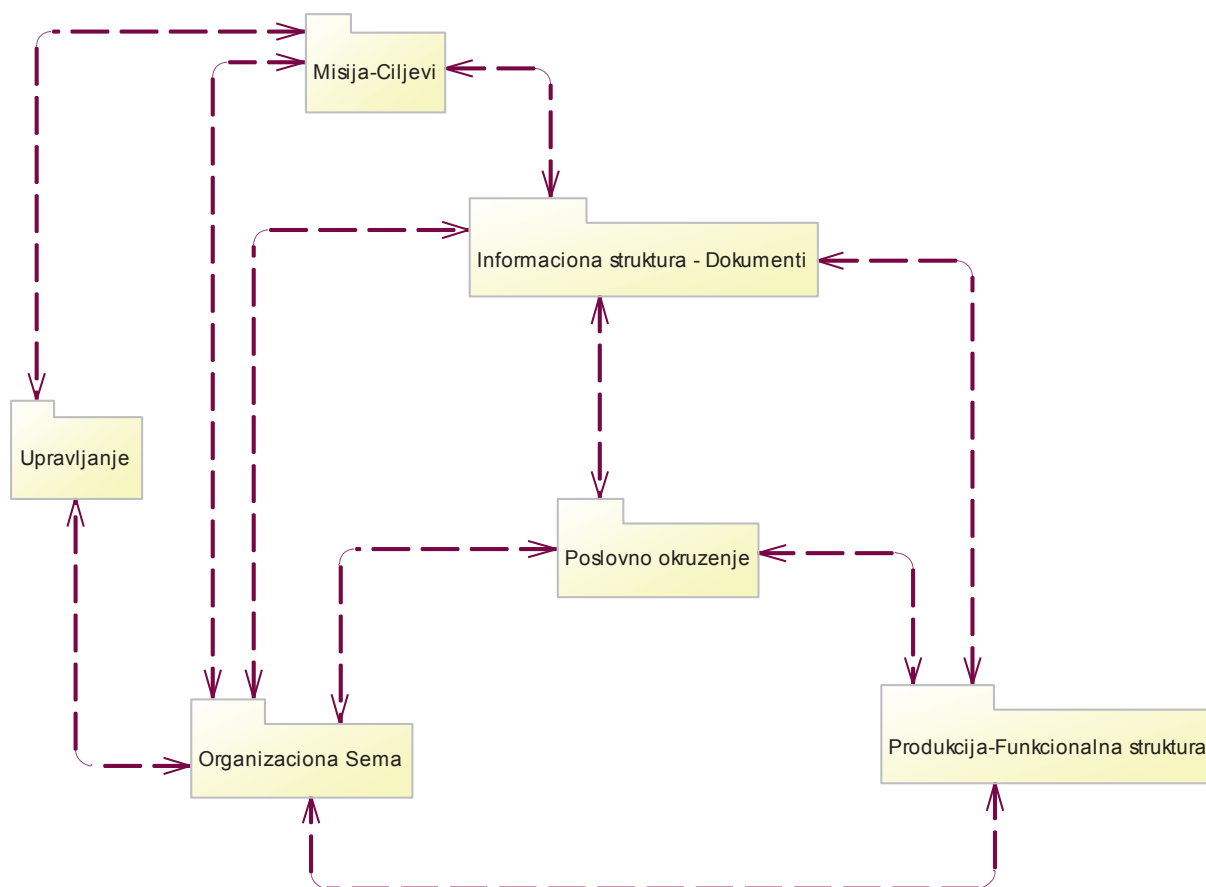 Misija-Ciljevi
Informaciona struktura - Dokumenti
Upravljanje
Poslovno okruzenje
Organizaciona Sema
Produkcija-Funkcionalna struktura